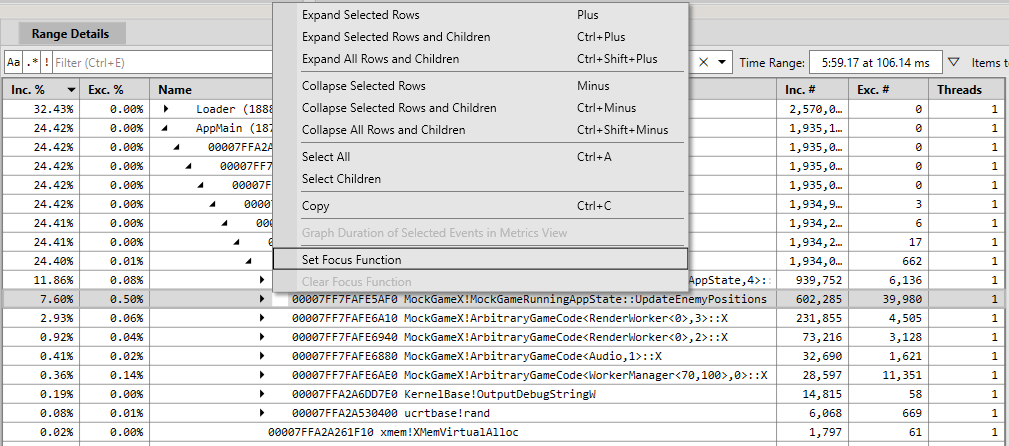 Range Details
Aa .* ! Filter (Ctrl+E)
Time Range: 5:59.17 at 106.14 ms Items t
Expand Selected Rows Plus
Expand Selected Rows and Children Ctrl+Plus
Expand All Rows and Children Ctrl+Shift+Plus
Collapse Selected Rows Minus
Collapse Selected Rows and Children Ctrl+Minus
Collapse All Rows and Children Ctrl+Shift+Minus
Select All Ctrl+A
Select Children
Copy Ctrl+C
Graph Duration of Selected Events in Metrics View
Set Focus Function
Clear Focus Function
Inc. % Exc. % Name Inc. # Exc. # Threads
32.43% 0.00% Loader (1888 2,570,0... 0 1
24.42% 0.00% AppMain (187 1,935,1... 0 1
24.42% 0.00% 00007FFA2A 1,935,0... 0 1
24.42% 0.00% 00007FF7 1,935,0... 0 1
24.42% 0.00% 00007F 1,935,0... 0 1
24.42% 0.00% 00007 1,934,9... 3 1
24.41% 0.00% 000 1,934,2... 6 1
24.41% 0.00% 00 1,934,2... 17 1
24.40% 0.01% 0 1,934,2... 662 1
11.86% 0.08% AppState,4>:: 939,752 6,136 1
7.60% 0.50% 00007FF7FAFE5AF0 MockGameX!MockGameRunningAppState::UpdateEnemyPositions 602,285 39,980 1
2.93% 0.06% 00007FF7FAFE6A10 MockGameX!ArbitraryGameCode<RenderWorker<0>,3>::X 231,855 4,505 1
0.92% 0.04% 00007FF7FAFE6940 MockGameX!ArbitraryGameCode<RenderWorker<0>,2>::X 73,216 3,128 1
0.41% 0.02% 00007FF7FAFE6880 MockGameX!ArbitraryGameCode<Audio,1>::X 32,690 1,621 1
0.36% 0.14% 00007FF7FAFE6AE0 MockGameX!ArbitraryGameCode<WorkerManager<70,100>,0>::X 28,597 11,351 1
0.19% 0.00% 00007FFA2A6DD7E0 KernelBase!OutputDebugStringW 14,815 58 1
0.08% 0.01% 00007FFA2A530400 ucrtbase!rand 6,068 669 1
0.02% 0.00% 00007FFA2A261F10 xmem!XMemVirtualAlloc 1,797 61 1